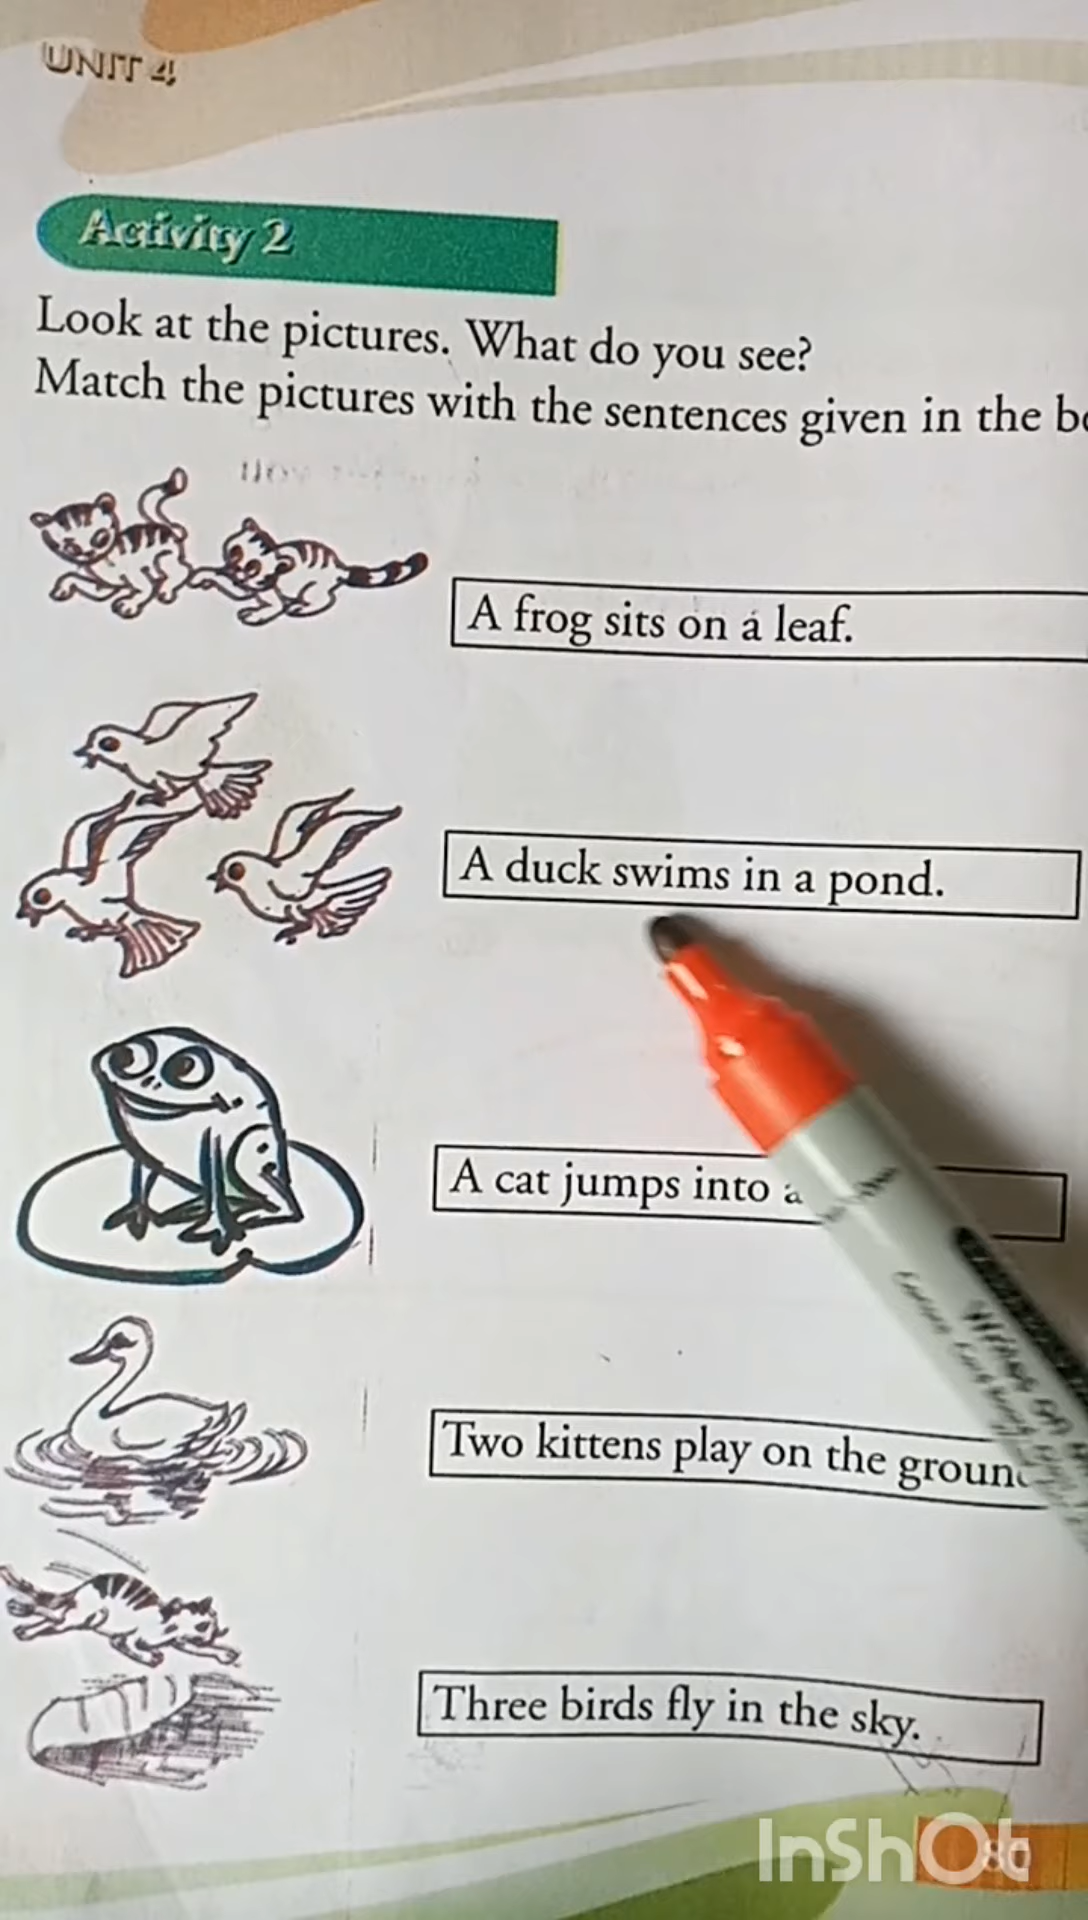 UNIT 4
Activity 2
Look at the pictures. What do you see?
Match the pictures with the sentences given in the
A frog sits on a leaf.
A duck swims in a pond.
A cat jumps into a
Two kittens play on the
Three birds fly in the sky.
InShOt
80